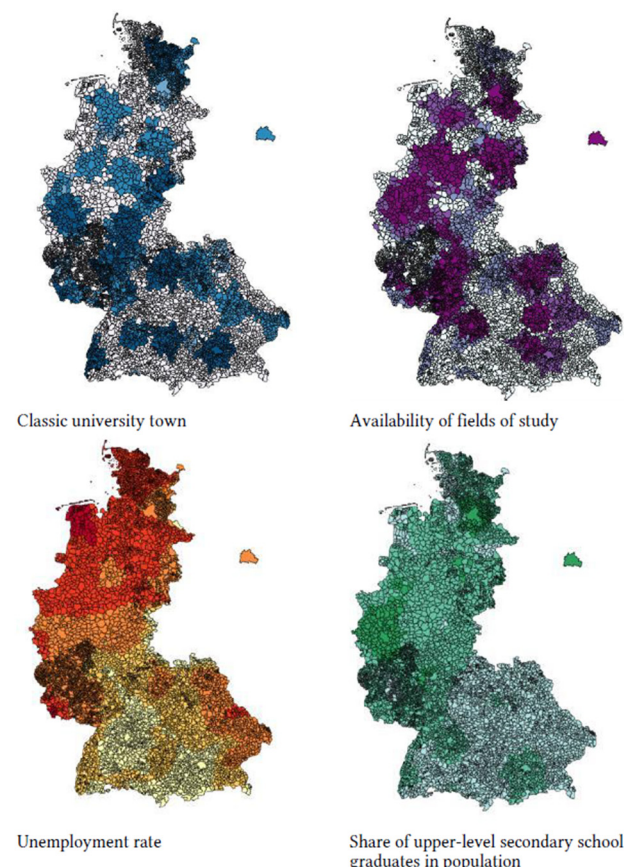 Classic university town
Availability of fields of study
Unemployment rate
Share of upper-level secondary school
graduates in population